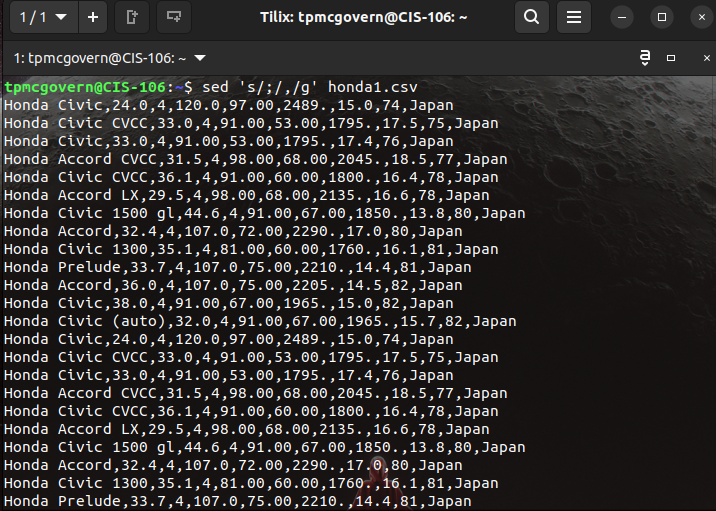 1 / 1
Tilix: tpmcgovern@CIS-106: ~
1: tpmcgovern@CIS-106: ~
tpmcgovern@CIS-106:~$ sed 's/;/,/g' honda1.csv
Honda Civic,24.0,4,120.0,97.00,2489.,15.0,74,Japan
Honda Civic CVCC,33.0,4,91.00,53.00,1795.,17.5,75,Japan
Honda Civic,33.0,4,91.00,53.00,1795.,17.4,76,Japan
Honda Accord CVCC,31.5,4,98.00,68.00,2045.,18.5,77,Japan
Honda Civic CVCC,36.1,4,91.00,60.00,1800.,16.4,78,Japan
Honda Accord LX,29.5,4,98.00,68.00,2135.,16.6,78,Japan
Honda Civic 1500 gl,44.6,4,91.00,67.00,1850.,13.8,80,Japan
Honda Accord,32.4,4,107.0,72.00,2290.,17.0,80,Japan
Honda Civic 1300,35.1,4,81.00,60.00,1760.,16.1,81,Japan
Honda Prelude,33.7,4,107.0,75.00,2210.,14.4,81,Japan
Honda Accord,36.0,4,107.0,75.00,2205.,14.5,82,Japan
Honda Civic,38.0,4,91.00,67.00,1965.,15.0,82,Japan
Honda Civic (auto),32.0,4,91.00,67.00,1965.,15.7,82,Japan
Honda Civic,24.0,4,120.0,97.00,2489.,15.0,74,Japan
Honda Civic CVCC,33.0,4,91.00,53.00,1795.,17.5,75,Japan
Honda Civic,33.0,4,91.00,53.00,1795.,17.4,76,Japan
Honda Accord CVCC,31.5,4,98.00,68.00,2045.,18.5,77,Japan
Honda Civic CVCC,36.1,4,91.00,60.00,1800.,16.4,78,Japan
Honda Accord LX,29.5,4,98.00,68.00,2135.,16.6,78,Japan
Honda Civic 1500 gl,44.6,4,91.00,67.00,1850.,13.8,80,Japan
Honda Accord,32.4,4,107.0,72.00,2290.,17.0,80,Japan
Honda Civic 1300,35.1,4,81.00,60.00,1760.,16.1,81,Japan
Honda Prelude,33.7,4,107.0,75.00,2210.,14.4,81,Japan